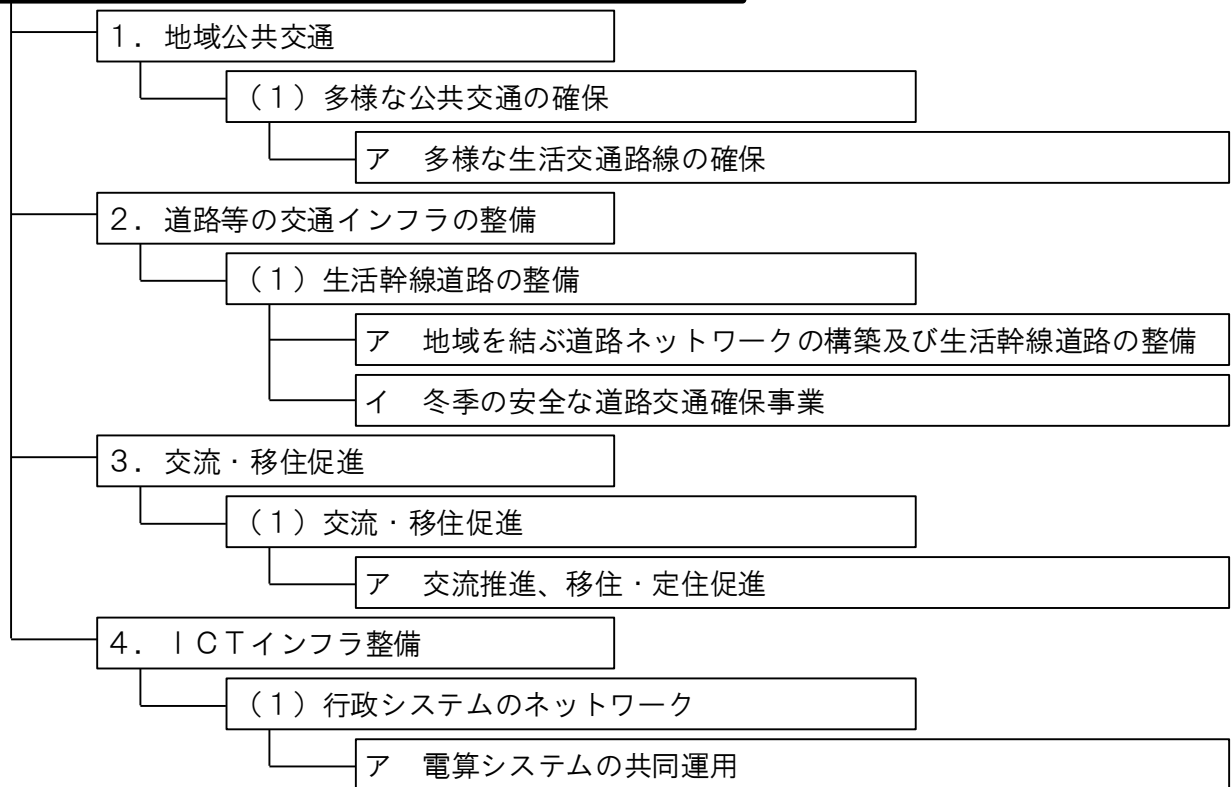 １．地域公共交通
（１）多様な公共交通の確保
ア　多様な生活交通路線の確保
２．道路等の交通インフラの整備
（１）生活幹線道路の整備
ア　地域を結ぶ道路ネットワークの構築及び生活幹線道路の整備
イ　冬季の安全な道路交通確保事業
３．交流・移住促進
（１）交流・移住促進
ア　交流推進、移住・定住促進
４．ＩＣＴインフラ整備
（１）行政システムのネットワーク
ア　電算システムの共同運用